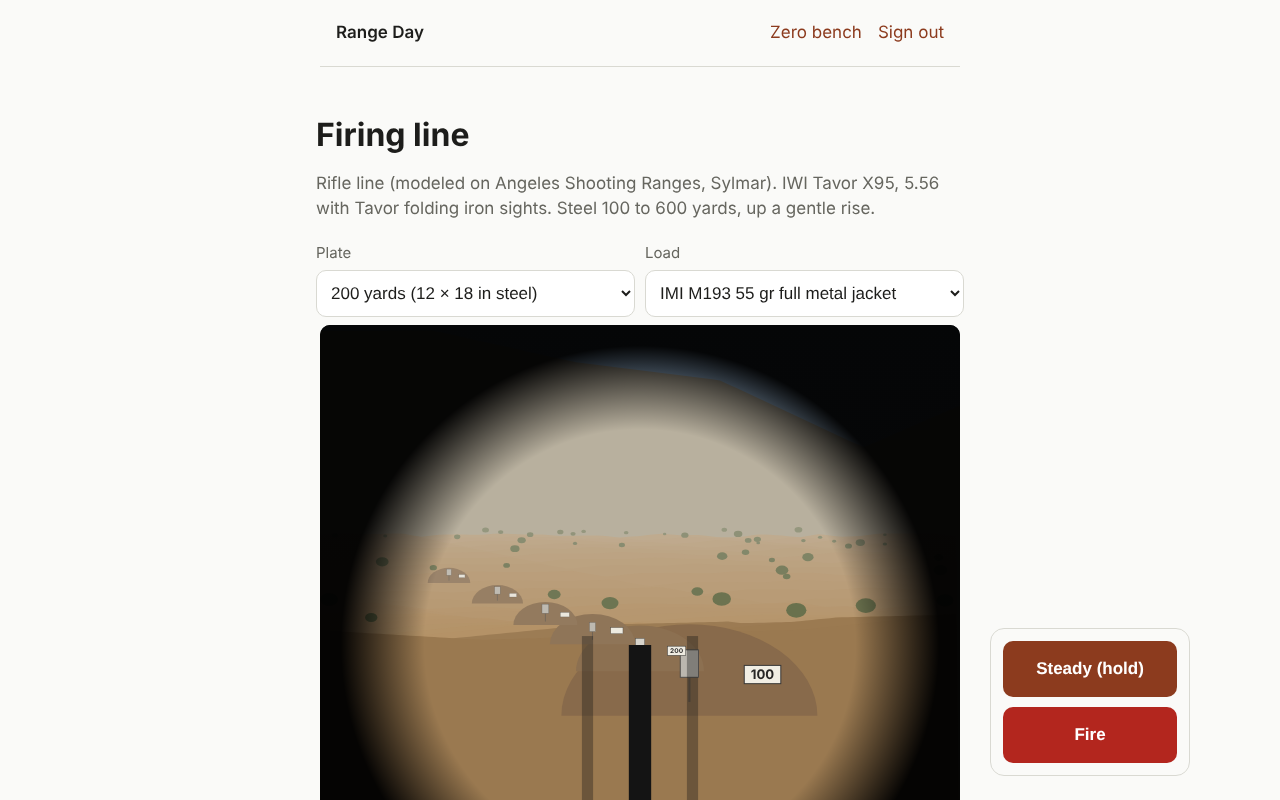 Range Day
Zero bench
Sign out
Firing line
Rifle line (modeled on Angeles Shooting Ranges, Sylmar). IWI Tavor X95, 5.56
with Tavor folding iron sights. Steel 100 to 600 yards, up a gentle rise.
Plate
Load
200 yards (12 × 18 in steel)
IMI M193 55 gr full metal jacket
200
100
Steady (hold)
Fire